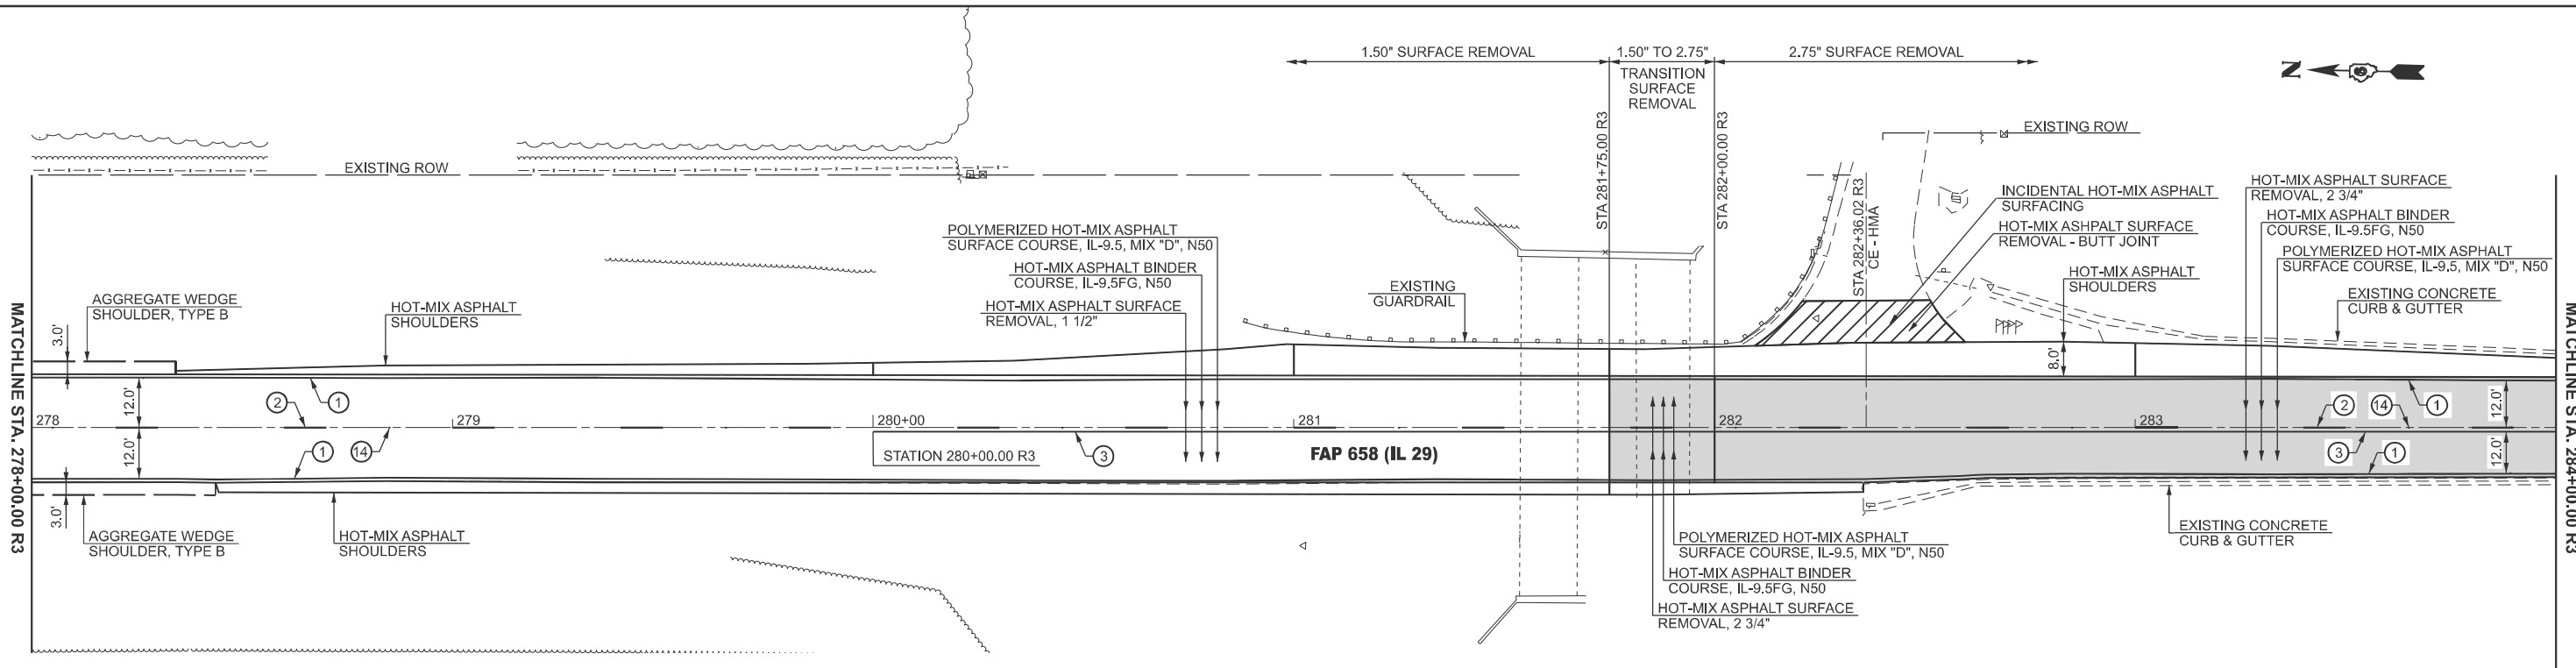 1.50" SURFACE REMOVAL
1.50" TO 2.75"
TRANSITION
SURFACE
REMOVAL
2.75" SURFACE REMOVAL
N
STA 281+75.00 R3
STA 282+00.00 R3
STA 282+36.02 R3
CE - HMA
EXISTING ROW
EXISTING ROW
INCIDENTAL HOT-MIX ASPHALT
SURFACING
HOT-MIX ASHPALT SURFACE
REMOVAL - BUTT JOINT
HOT-MIX ASPHALT SURFACE
REMOVAL, 2 3/4"
HOT-MIX ASPHALT BINDER
COURSE, IL-9.5FG, N50
POLYMERIZED HOT-MIX ASPHALT
SURFACE COURSE, IL-9.5, MIX "D", N50
POLYMERIZED HOT-MIX ASPHALT
SURFACE COURSE, IL-9.5, MIX "D", N50
HOT-MIX ASPHALT BINDER
COURSE, IL-9.5FG, N50
HOT-MIX ASPHALT SURFACE
REMOVAL, 1 1/2"
EXISTING
GUARDRAIL
HOT-MIX ASPHALT
SHOULDERS
EXISTING CONCRETE
CURB & GUTTER
AGGREGATE WEDGE
SHOULDER, TYPE B
HOT-MIX ASPHALT
SHOULDERS
MATCHLINE STA. 278+00.00 R3
MATCHLINE STA. 284+00.00 R3
3.0'
8.0'
12.0'
12.0'
2
1
2
14
1
278
279
280+00
281
282
283
12.0'
12.0'
1
14
3
3
1
STATION 280+00.00 R3
FAP 658 (IL 29)
3.0'
AGGREGATE WEDGE
SHOULDER, TYPE B
HOT-MIX ASPHALT
SHOULDERS
POLYMERIZED HOT-MIX ASPHALT
SURFACE COURSE, IL-9.5, MIX "D", N50
HOT-MIX ASPHALT BINDER
COURSE, IL-9.5FG, N50
HOT-MIX ASPHALT SURFACE
REMOVAL, 2 3/4"
EXISTING CONCRETE
CURB & GUTTER